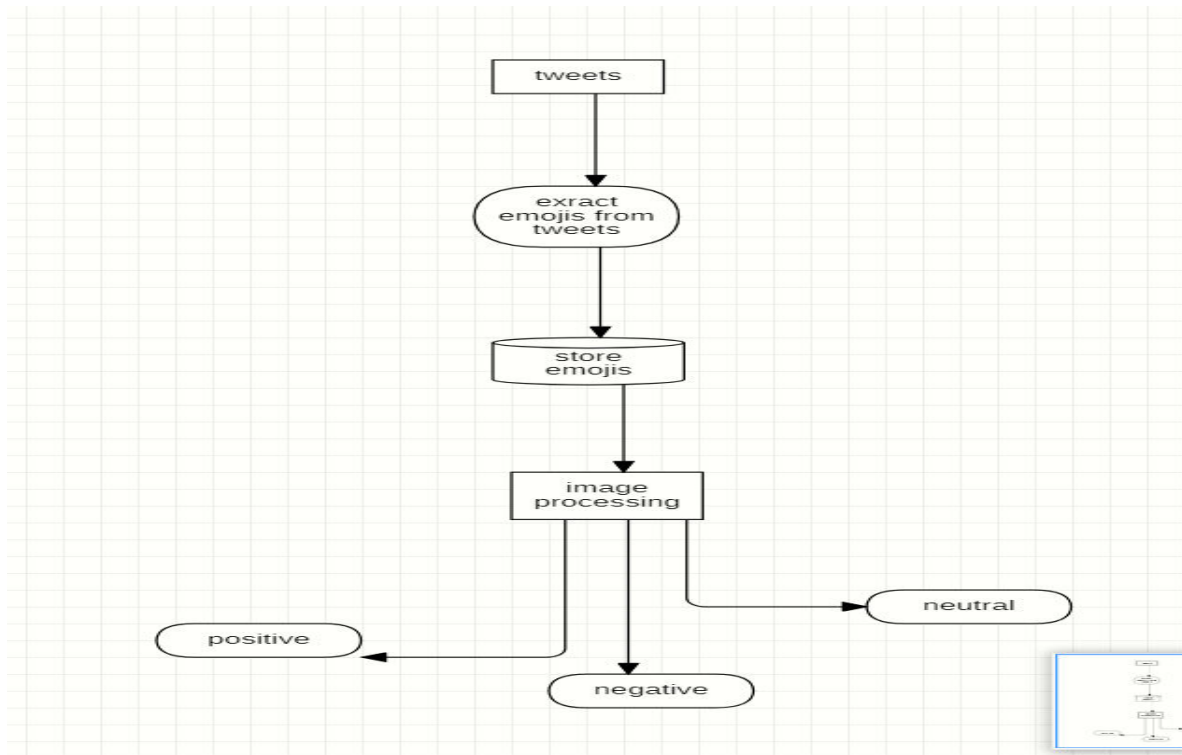 tweets
exract
emojis from
tweets
store
emojis
image
processing
neutral
positive
negative